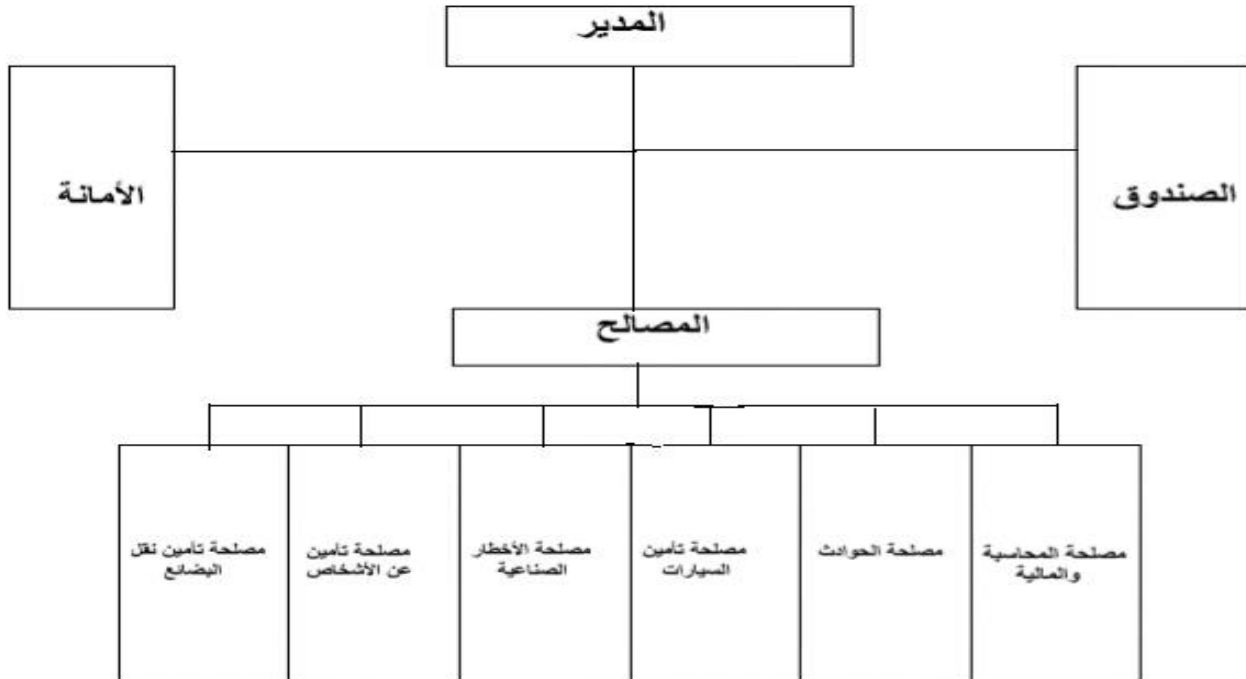 المدير
الصندوق
الأمانة
المصالح
مصلحة المحاسبة
والمالية
مصلحة الحوادث
مصلحة تأمين
السيارات
مصلحة الأخطار
الصناعية
مصلحة تأمين
عن الأشخاص
مصلحة تأمين نقل
البضائع